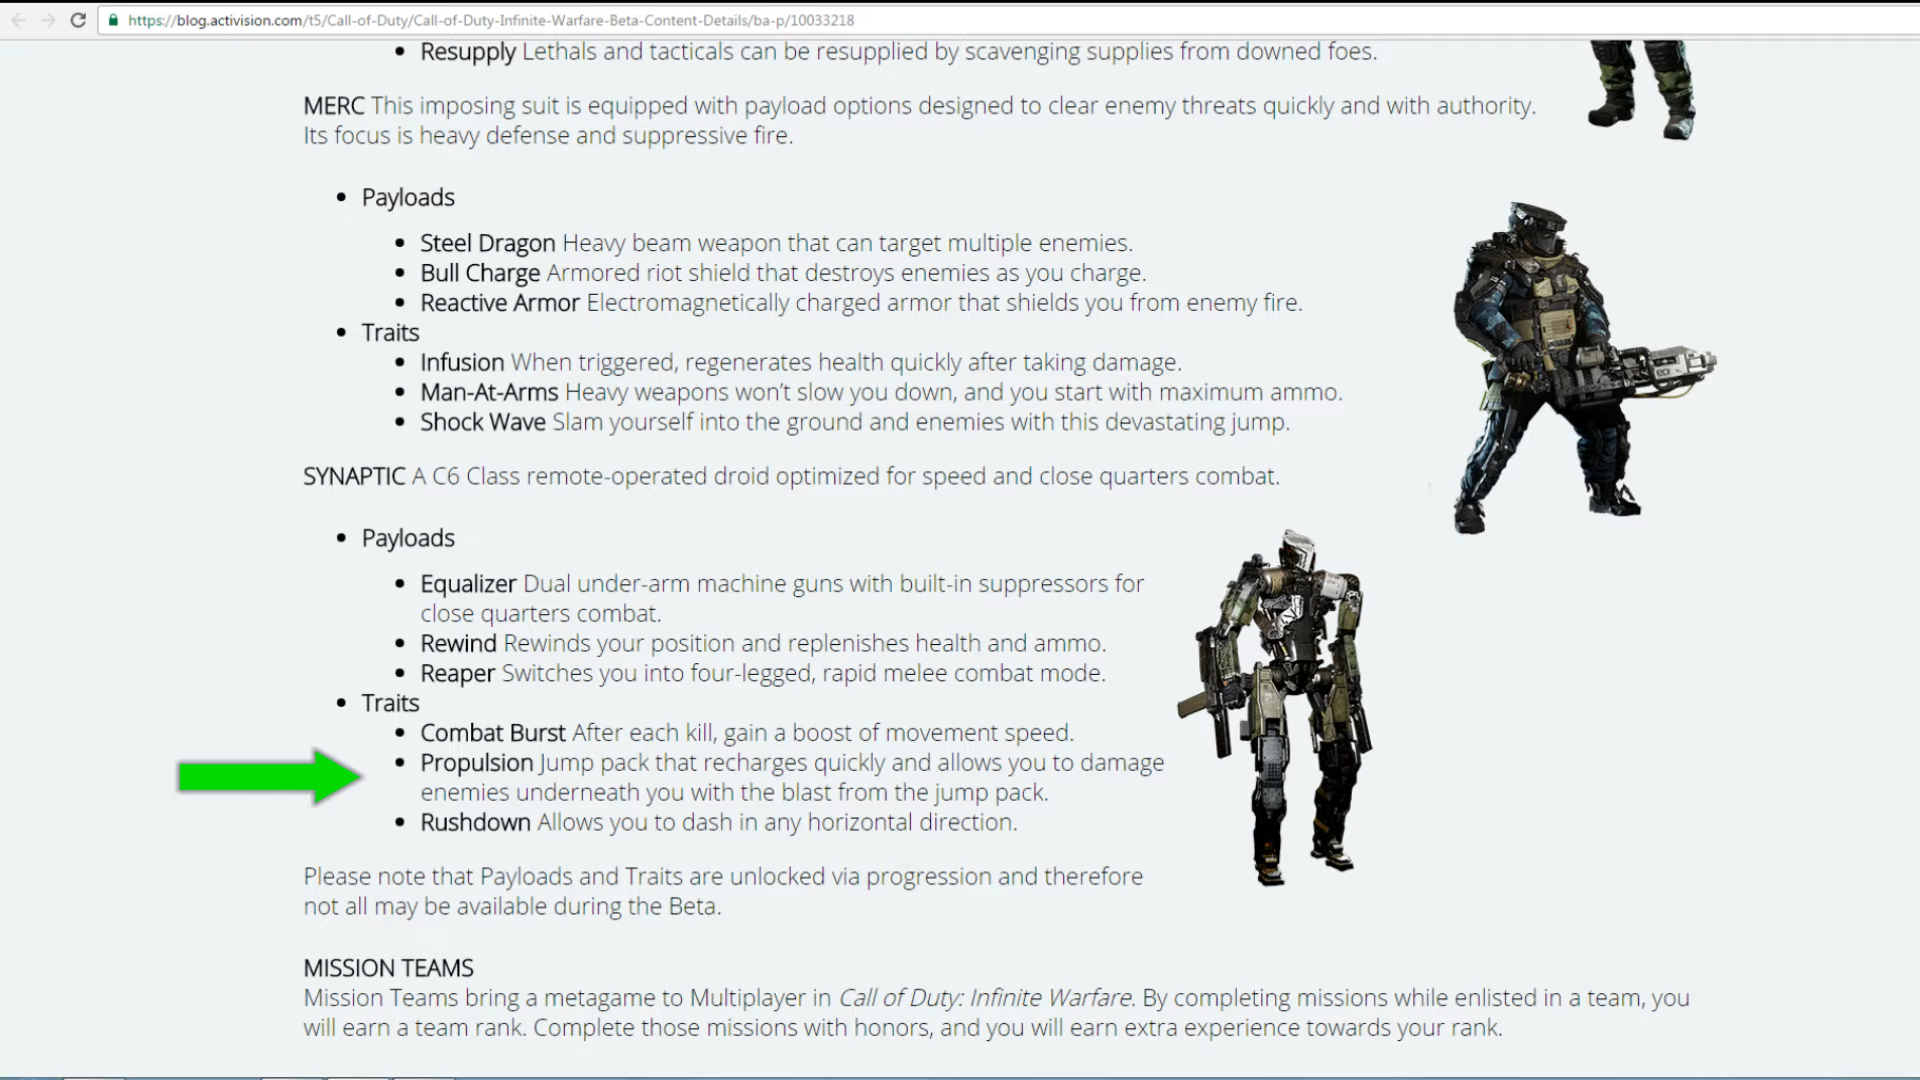 https://blog.activision.com/t5/Call-of-Duty/Call-of-Duty-Infinite-Warfare-Beta-Content-Details/ba-p/10033218
• Resupply Lethals and tacticals can be resupplied by scavenging supplies from downed foes.
MERC This imposing suit is equipped with payload options designed to clear enemy threats quickly and with authority.
Its focus is heavy defense and suppressive fire.
• Payloads
• Steel Dragon Heavy beam weapon that can target multiple enemies.
• Bull Charge Armored riot shield that destroys enemies as you charge.
• Reactive Armor Electromagnetically charged armor that shields you from enemy fire.
• Traits
• Infusion When triggered, regenerates health quickly after taking damage.
• Man-At-Arms Heavy weapons won't slow you down, and you start with maximum ammo.
• Shock Wave Slam yourself into the ground and enemies with this devastating jump.
SYNAPTIC A C6 Class remote-operated droid optimized for speed and close quarters combat.
• Payloads
• Equalizer Dual under-arm machine guns with built-in suppressors for
close quarters combat.
• Rewind Rewinds your position and replenishes health and ammo.
• Reaper Switches you into four-legged, rapid melee combat mode.
• Traits
• Combat Burst After each kill, gain a boost of movement speed.
• Propulsion Jump pack that recharges quickly and allows you to damage
enemies underneath you with the blast from the jump pack.
• Rushdown Allows you to dash in any horizontal direction.
Please note that Payloads and Traits are unlocked via progression and therefore
not all may be available during the Beta.
MISSION TEAMS
Mission Teams bring a metagame to Multiplayer in Call of Duty: Infinite Warfare. By completing missions while enlisted in a team, you
will earn a team rank. Complete those missions with honors, and you will earn extra experience towards your rank.